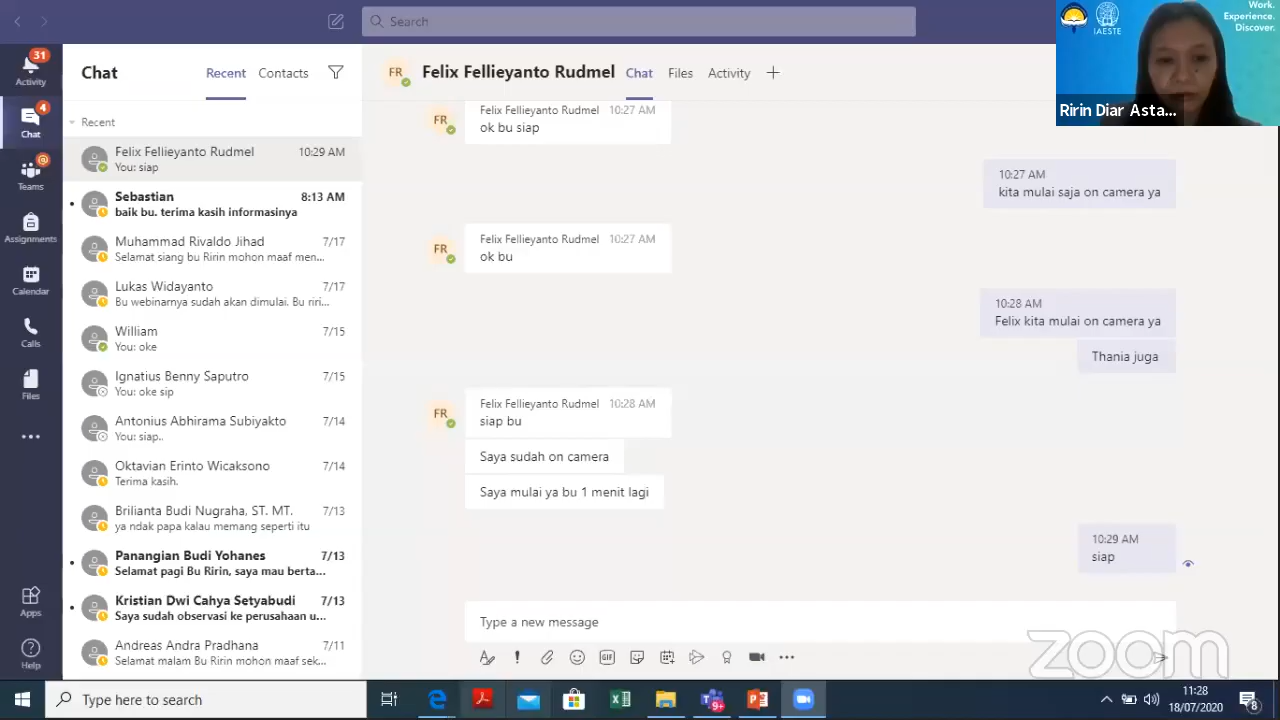 Search
Work.
Experience.
Discover.
IAESTE
Ririn Diar Asta...
31
Activity
4
Chat
Teams
Assignments
Calendar
Calls
Files
Apps
Help
Chat
Recent
Contacts
Recent
Felix Fellieyanto Rudmel 10:29 AM
You: siap
Sebastian 8:13 AM
baik bu. terima kasih informasinya
Muhammad Rivaldo Jihad 7/17
Selamat siang bu Ririn mohon maaf men...
Lukas Widayanto 7/17
Bu webinarnya sudah akan dimulai. Bu riri...
William 7/15
You: oke
Ignatius Benny Saputro 7/15
You: oke sip
Antonius Abhirama Subiyakto 7/14
You: siap..
Oktavian Erinto Wicaksono 7/14
Terima kasih.
Brilianta Budi Nugraha, ST. MT. 7/13
ya ndak papa kalau memang seperti itu
Panangian Budi Yohanes 7/13
Selamat pagi Bu Ririn, saya mau berta...
Kristian Dwi Cahya Setyabudi 7/13
Saya sudah observasi ke perusahaan u...
Andreas Andra Pradhana 7/11
Selamat malam Bu Ririn mohon maaf sek...
FR Felix Fellieyanto Rudmel Chat Files Activity
FR
Felix Fellieyanto Rudmel 10:27 AM
ok bu siap
10:27 AM
kita mulai saja on camera ya
FR
Felix Fellieyanto Rudmel 10:27 AM
ok bu
10:28 AM
Felix kita mulai on camera ya
Thania juga
FR
Felix Fellieyanto Rudmel 10:28 AM
siap bu
Saya sudah on camera
Saya mulai ya bu 1 menit lagi
10:29 AM
siap
Type a new message
GIF
zoom
Type here to search
9+
11:28
18/07/2020
8